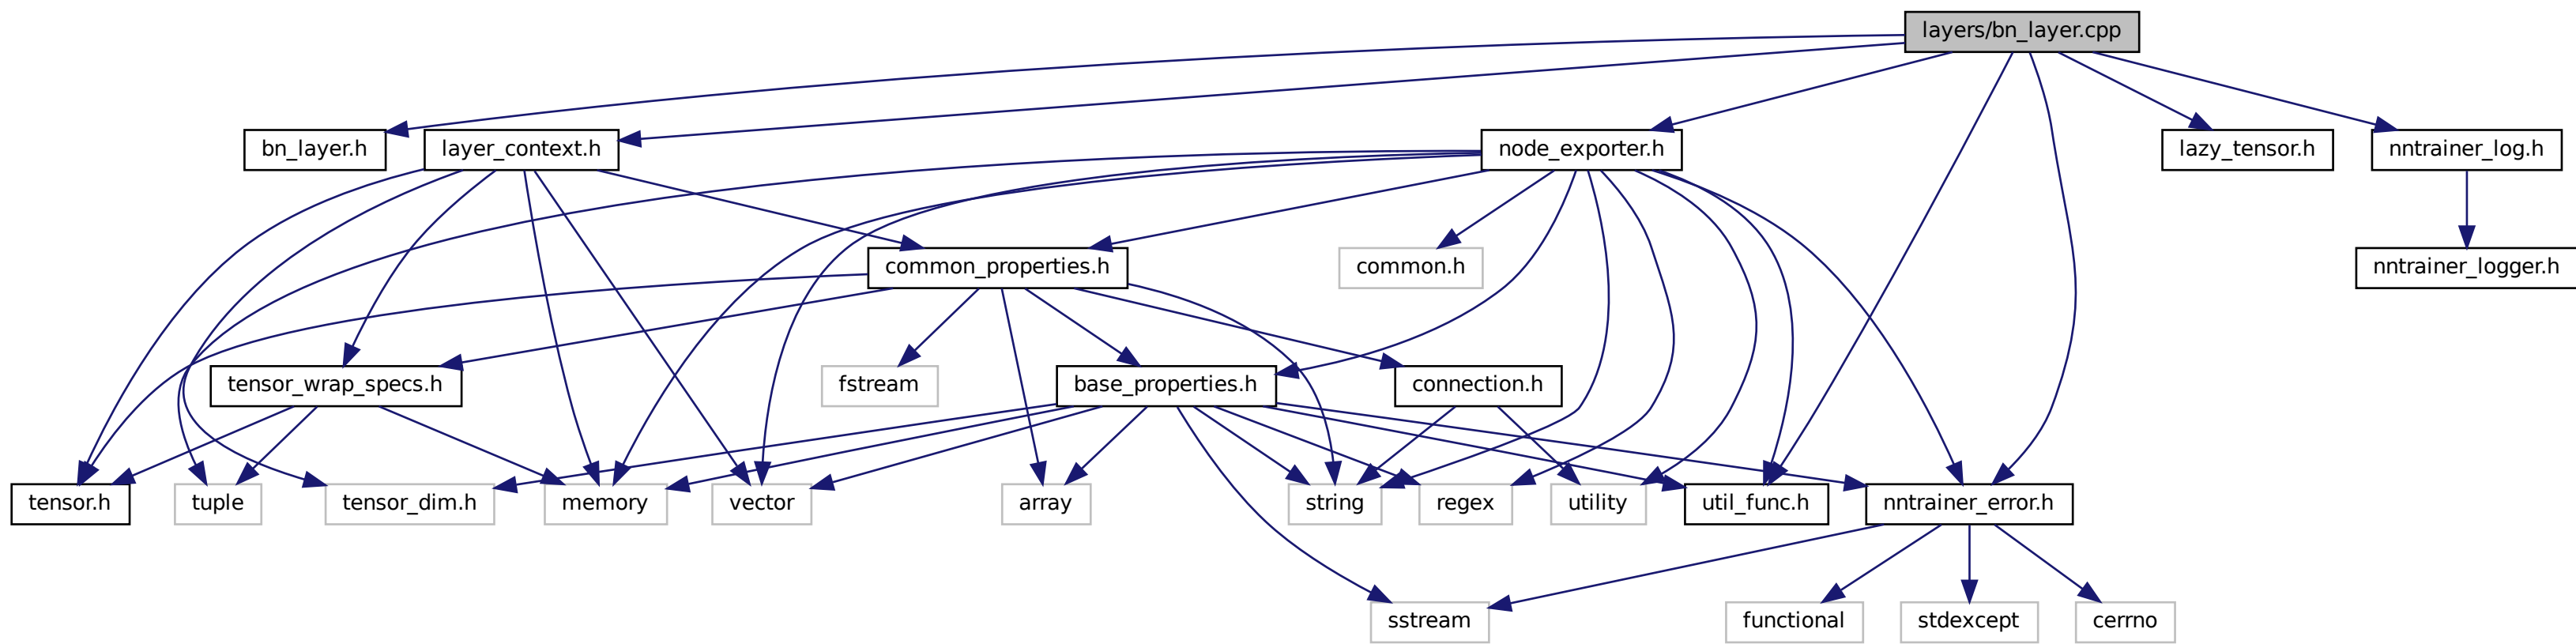 layers/bn_layer.cpp
bn_layer.h
layer_context.h
node_exporter.h
lazy_tensor.h
nntrainer_log.h
common_properties.h
common.h
nntrainer_logger.h
tensor_wrap_specs.h
fstream
base_properties.h
connection.h
tensor.h
tuple
tensor_dim.h
memory
vector
array
string
regex
utility
util_func.h
nntrainer_error.h
sstream
functional
stdexcept
cerrno